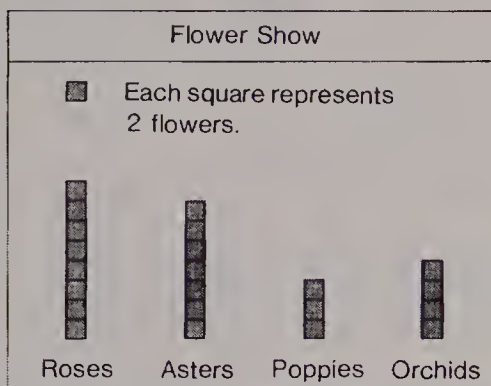 Flower Show
Each square represents
2 flowers.
Roses Asters Poppies Orchids